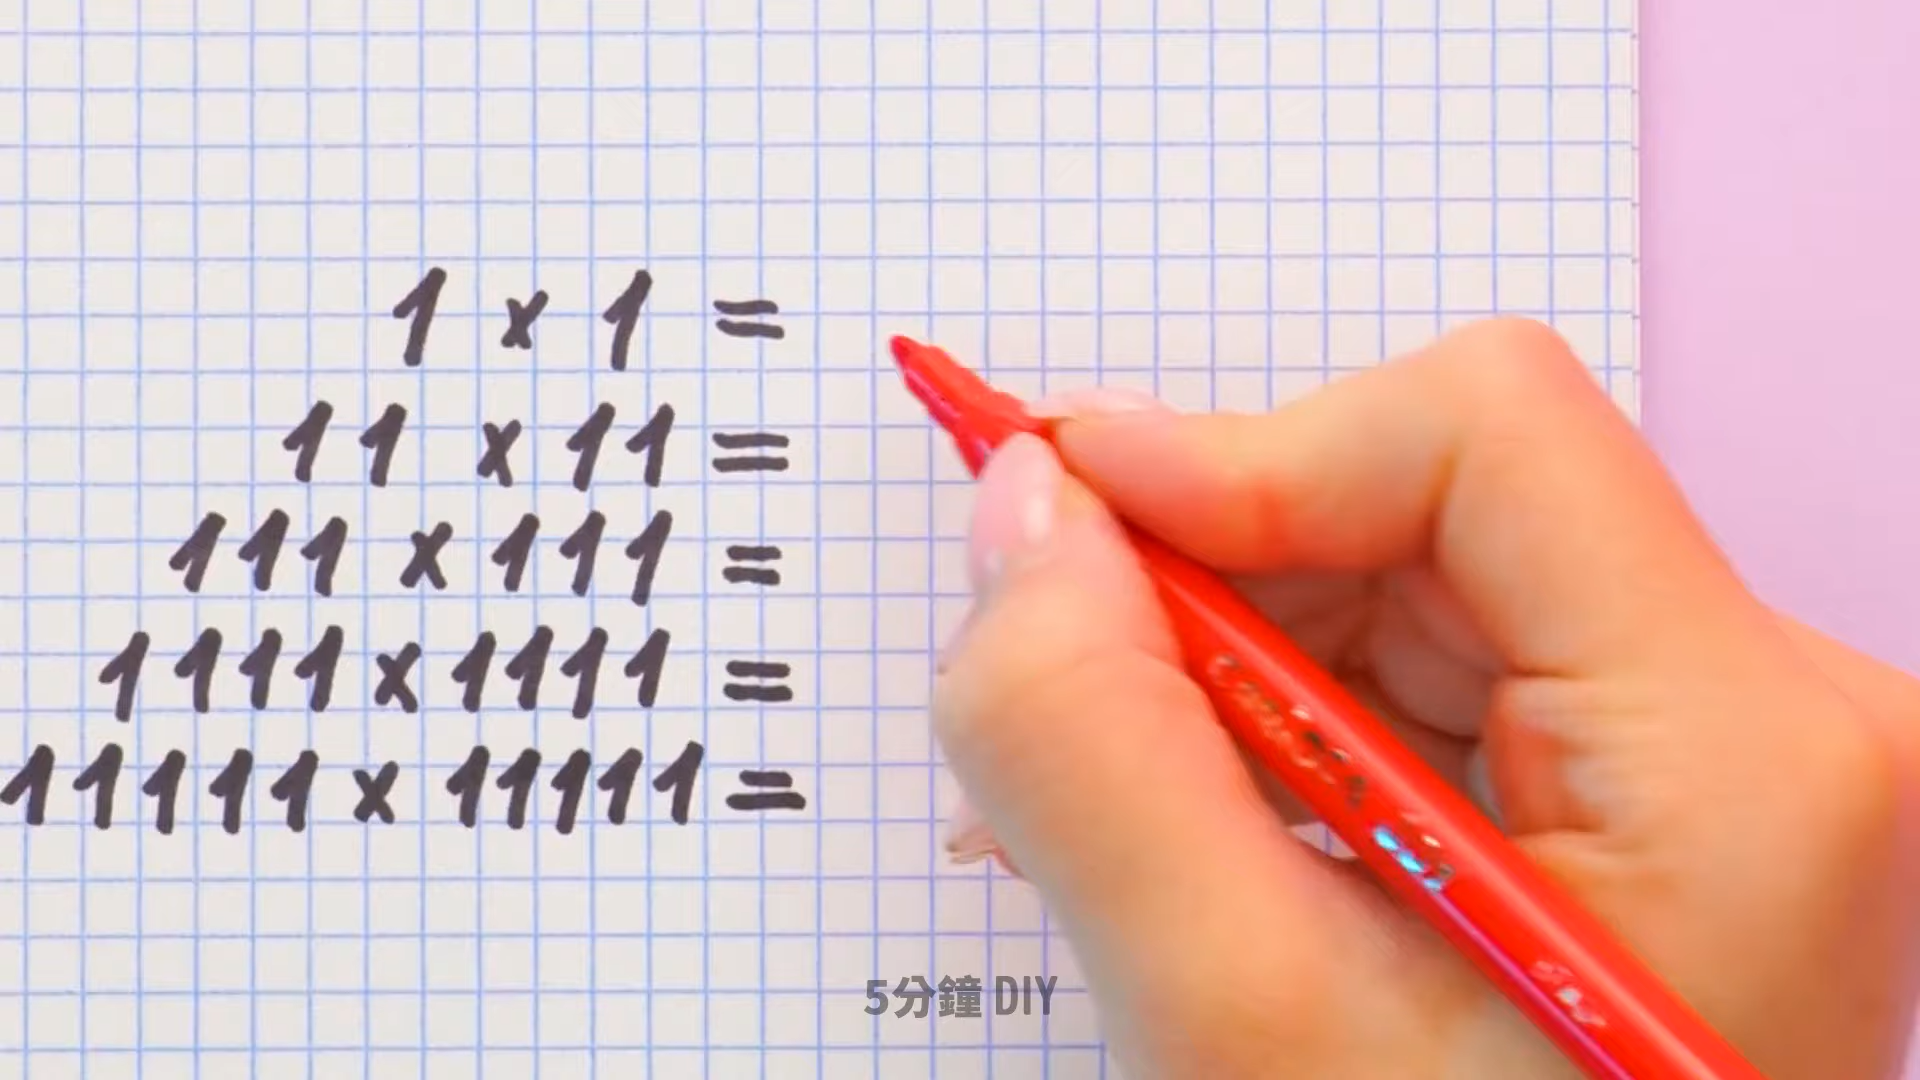 1 x 1 =
11 x 11 =
111 x 111 =
1111 x 1111 =
11111 x 11111 =
5分鐘 DIY